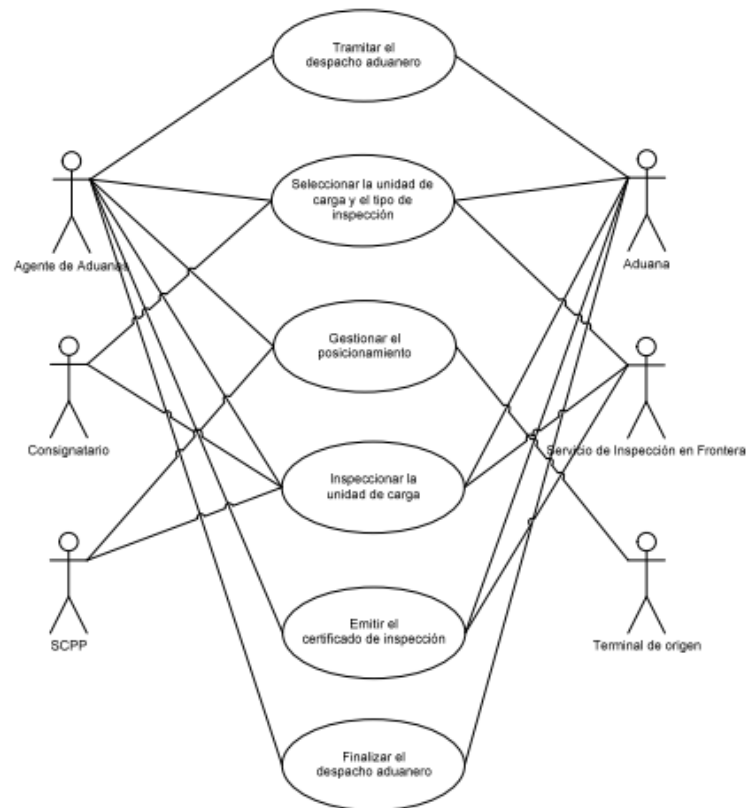 Tramitar el
despacho aduanero
Seleccionar la unidad de
carga y el tipo de
inspección
Agente de Aduanas
Aduana
Gestionar el
posicionamiento
Consignatario
Servicio de Inspección en Frontera
Inspeccionar la
unidad de carga
SCPP
Terminal de origen
Emitir el
certificado de inspección
Finalizar el
despacho aduanero